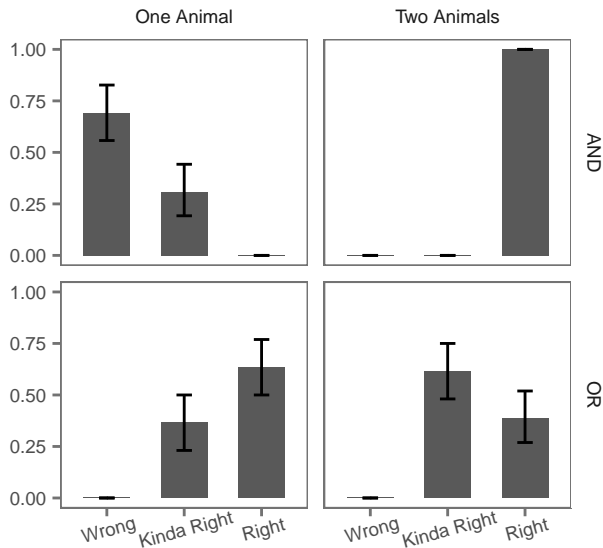 One Animal
Two Animals
1.00
0.75
0.50
0.25
0.00
AND
1.00
0.75
0.50
0.25
0.00
OR
Wrong
Kinda Right
Right
Wrong
Kinda Right
Right